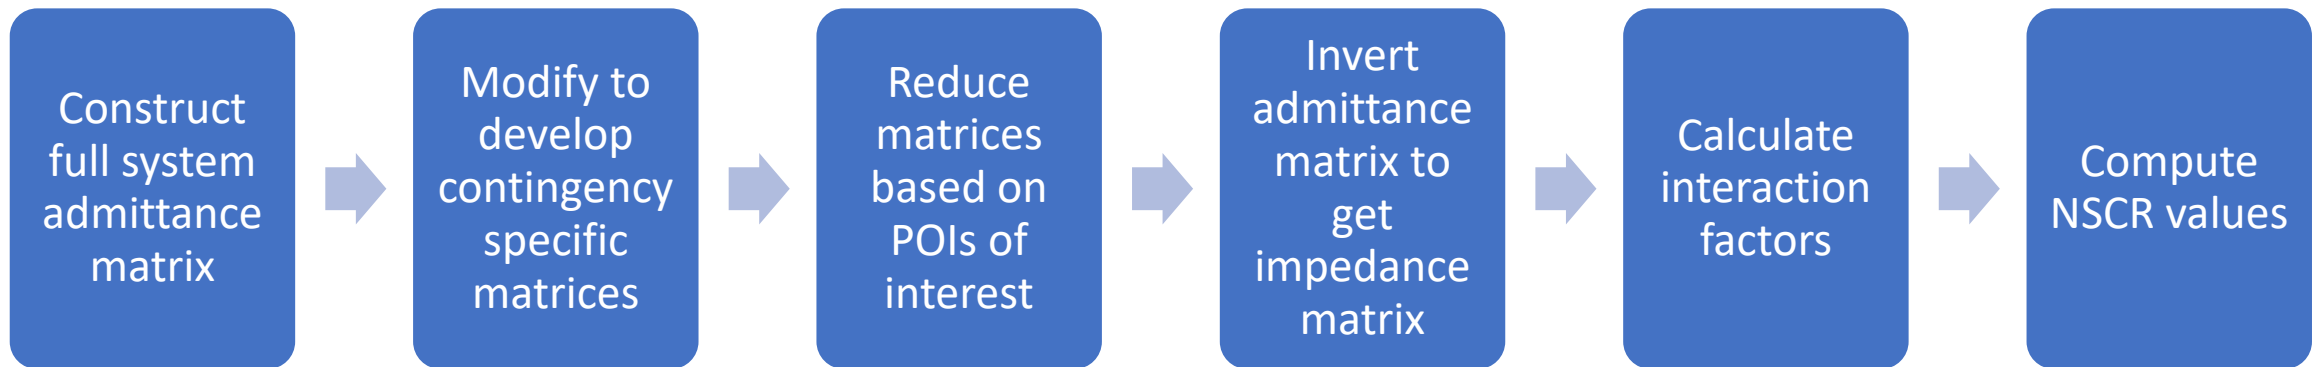 Construct
full system
admittance
matrix
Modify to
develop
contingency
specific
matrices
Reduce
matrices
based on
POIs of
interest
Invert
admittance
matrix to
get
impedance
matrix
Calculate
interaction
factors
Compute
NSCR values